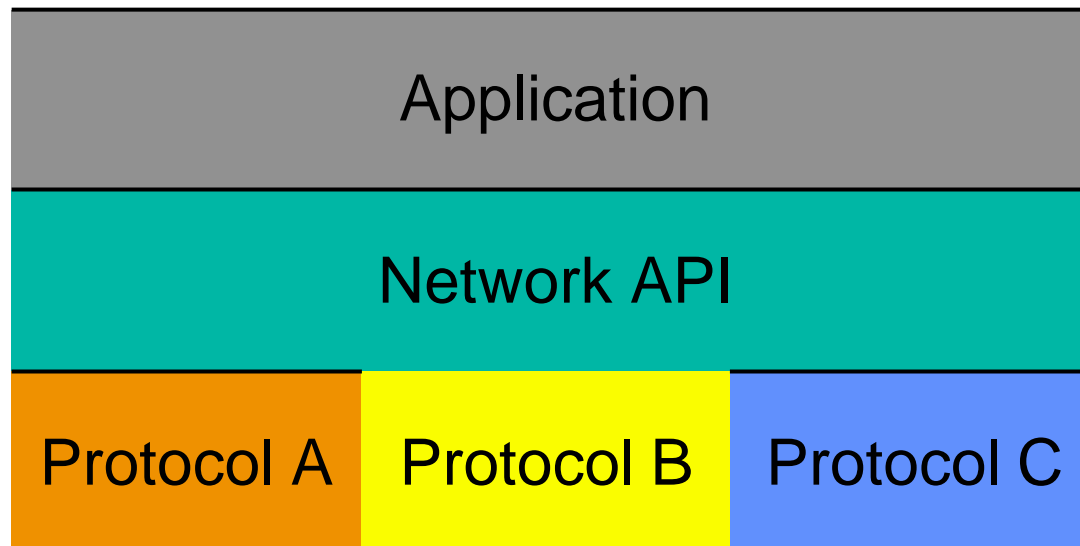 Application
Network API
Protocol A
Protocol B
Protocol C